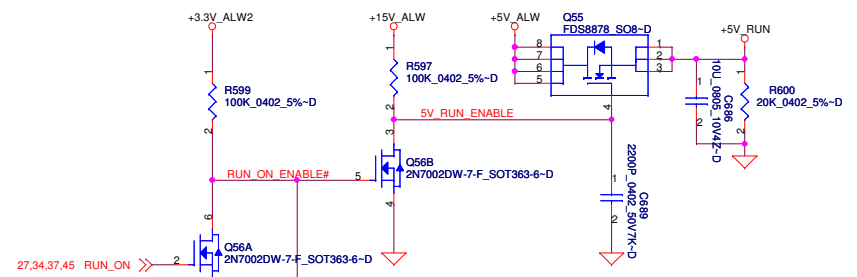 +3.3V_ALW2
+15V_ALW
+5V_ALW
Q55
FDS8878_SO8~D
+5V_RUN
8
7
6
5
1
2
3
4
1
R599
100K_0402_5%~D
2
1
R597
100K_0402_5%~D
2
5V_RUN_ENABLE
1
C686
10U_0805_10V4Z~D
2
1
R600
20K_0402_5%~D
2
3
Q56B
2N7002DW-7-F_SOT363-6~D
5
4
RUN_ON_ENABLE#
1
C689
2200P_0402_50V7K~D
2
6
Q56A
2N7002DW-7-F_SOT363-6~D
27,34,37,45 RUN_ON
2